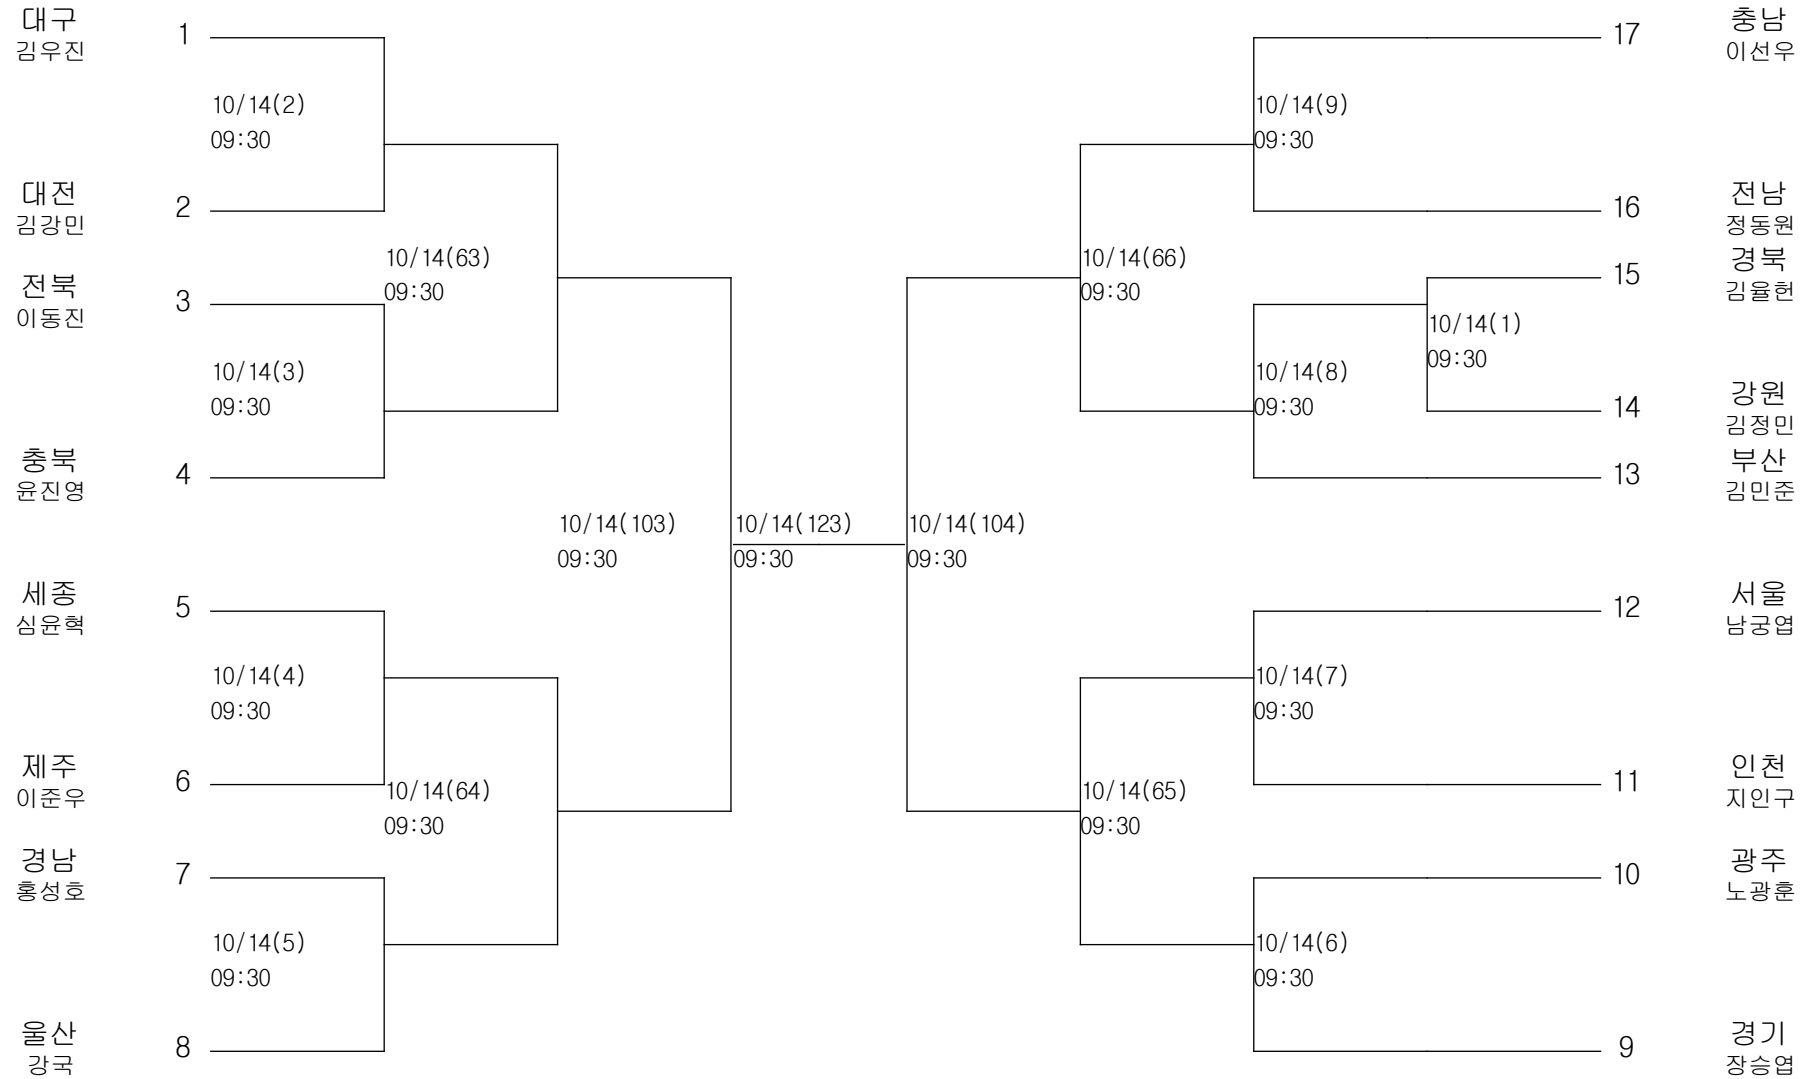 대구
김우진
1
10/14(2)
09:30
대전
김강민
2
10/14(63)
09:30
전북
이동진
3
10/14(3)
09:30
충북
윤진영
4
10/14(103)
09:30
세종
심윤혁
5
10/14(4)
09:30
제주
이준우
6
10/14(64)
09:30
경남
홍성호
7
10/14(5)
09:30
울산
강국
8
10/14(123)
09:30
17
충남
이선우
10/14(9)
09:30
16
전남
정동원
10/14(66)
09:30
15
경북
김율헌
10/14(1)
09:30
10/14(8)
09:30
14
강원
김정민
13
부산
김민준
10/14(104)
09:30
12
서울
남궁엽
10/14(7)
09:30
11
인천
지인구
10/14(65)
09:30
10
광주
노광훈
10/14(6)
09:30
9
경기
장승엽